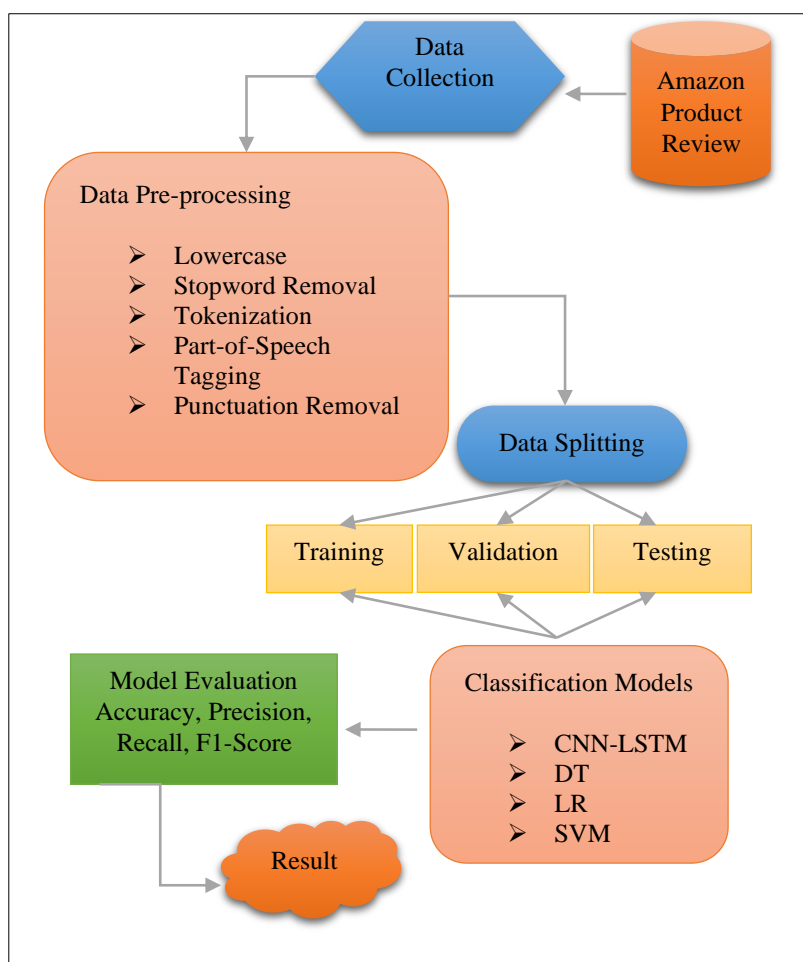 Data
Collection
Amazon
Product
Review
Data Pre-processing
➢ Lowercase
➢ Stopword Removal
➢ Tokenization
➢ Part-of-Speech
Tagging
➢ Punctuation Removal
Data Splitting
Training
Validation
Testing
Classification Models
➢ CNN-LSTM
➢ DT
➢ LR
➢ SVM
Model Evaluation
Accuracy, Precision,
Recall, F1-Score
Result